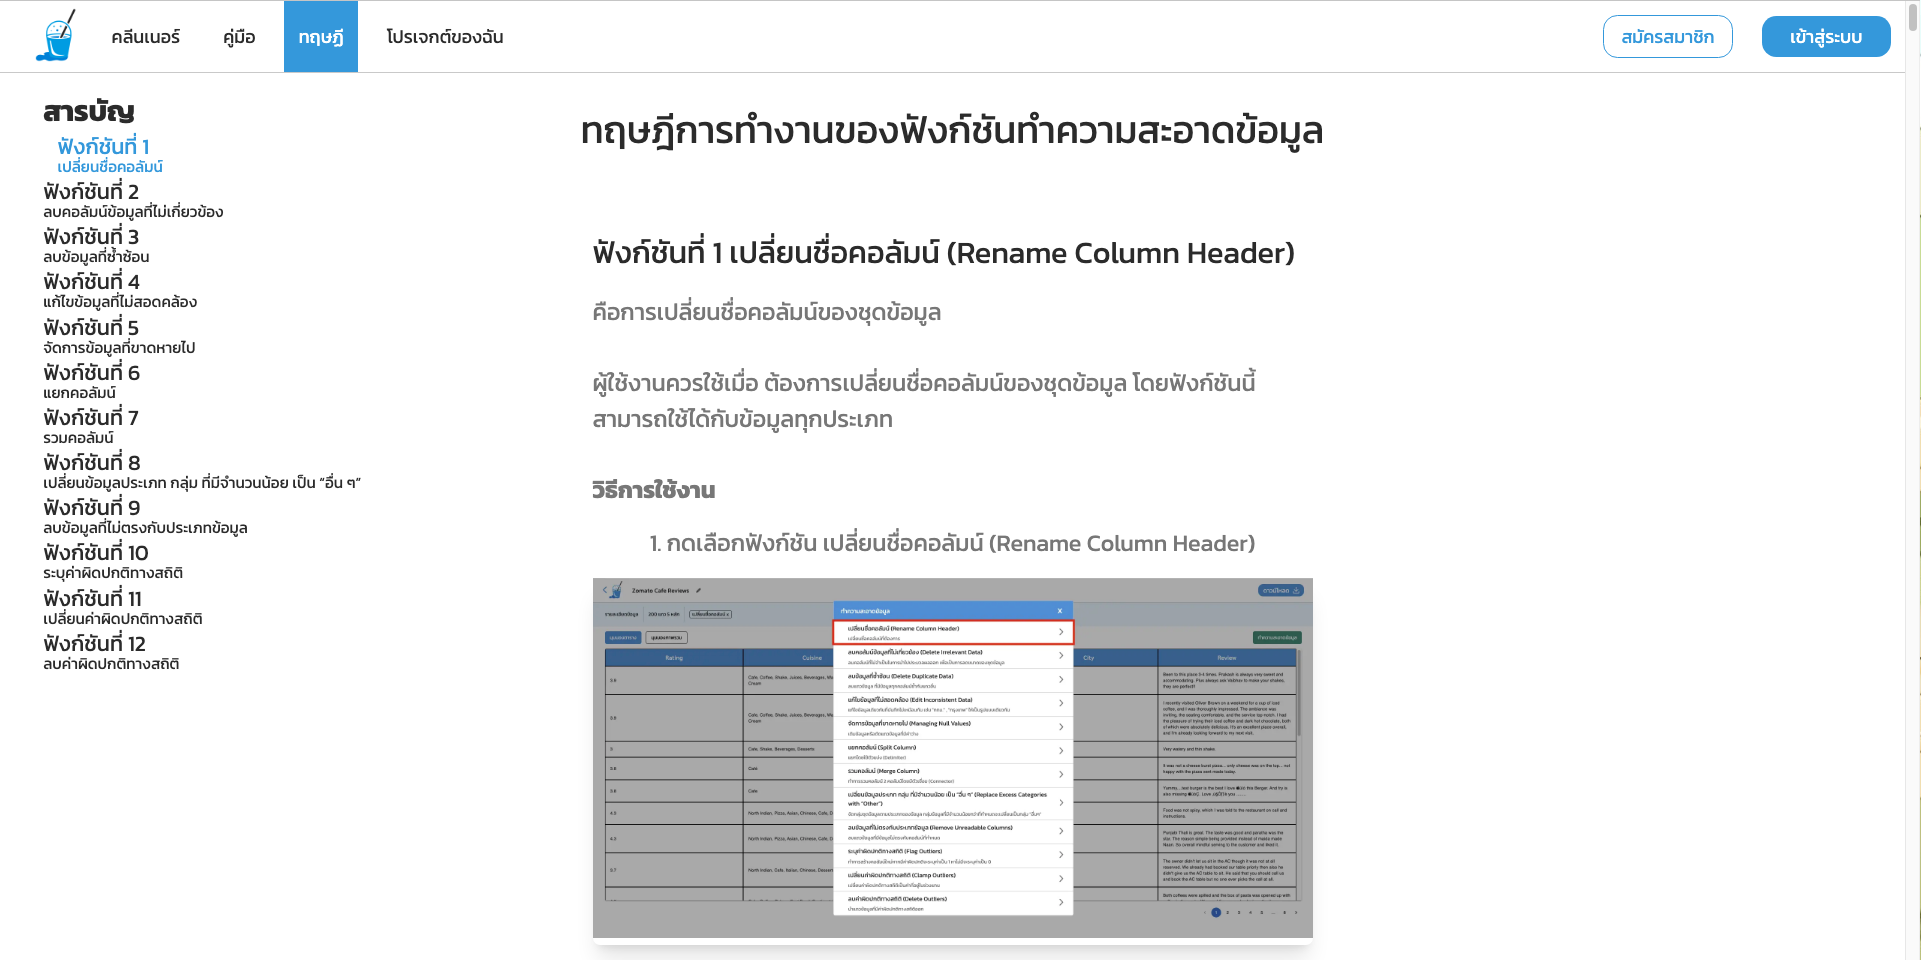 คลีนเนอร์
คู่มือ
ทฤษฎี
โปรเจกต์ของฉัน
สมัครสมาชิก
เข้าสู่ระบบ
สารบัญ
ฟังก์ชันที่ 1
เปลี่ยนชื่อคอลัมน์
ฟังก์ชันที่ 2
ลบคอลัมน์ข้อมูลที่ไม่เกี่ยวข้อง
ฟังก์ชันที่ 3
ลบข้อมูลที่ซ้ำซ้อน
ฟังก์ชันที่ 4
แก้ไขข้อมูลที่ไม่สอดคล้อง
ฟังก์ชันที่ 5
จัดการข้อมูลที่ขาดหายไป
ฟังก์ชันที่ 6
แยกคอลัมน์
ฟังก์ชันที่ 7
รวมคอลัมน์
ฟังก์ชันที่ 8
เปลี่ยนข้อมูลประเภท กลุ่ม ที่มีจำนวนน้อย เป็น “อื่น ๆ”
ฟังก์ชันที่ 9
ลบข้อมูลที่ไม่ตรงกับประเภทข้อมูล
ฟังก์ชันที่ 10
ระบุค่าผิดปกติทางสถิติ
ฟังก์ชันที่ 11
เปลี่ยนค่าผิดปกติทางสถิติ
ฟังก์ชันที่ 12
ลบค่าผิดปกติทางสถิติ
ทฤษฎีการทำงานของฟังก์ชันทำความสะอาดข้อมูล
ฟังก์ชันที่ 1 เปลี่ยนชื่อคอลัมน์ (Rename Column Header)
คือการเปลี่ยนชื่อคอลัมน์ของชุดข้อมูล
ผู้ใช้งานควรใช้เมื่อ ต้องการเปลี่ยนชื่อคอลัมน์ของชุดข้อมูล โดยฟังก์ชันนี้
สามารถใช้ได้กับข้อมูลทุกประเภท
วิธีการใช้งาน
1. กดเลือกฟังก์ชัน เปลี่ยนชื่อคอลัมน์ (Rename Column Header)
Zomato Cafe Reviews
ดาวน์โหลด
ทำความสะอาดข้อมูล
X
Rating
Cuisine
City
Review
เปลี่ยนชื่อคอลัมน์ (Rename Column Header)
ลบคอลัมน์ข้อมูลที่ไม่เกี่ยวข้อง (Delete Irrelevant Data)
ลบข้อมูลที่ซ้ำซ้อน (Delete Duplicate Data)
แก้ไขข้อมูลที่ไม่สอดคล้อง (Edit Inconsistent Data)
จัดการข้อมูลที่ขาดหายไป (Managing Null Values)
แยกคอลัมน์ (Split Column)
รวมคอลัมน์ (Merge Column)
เปลี่ยนข้อมูลประเภท กลุ่ม ที่มีจำนวนน้อย เป็น "อื่น ๆ" (Replace Excess Categories
with "Other")
ลบข้อมูลที่ไม่ตรงกับประเภทข้อมูล (Remove Unreadable Columns)
ระบุค่าผิดปกติทางสถิติ (Flag Outliers)
เปลี่ยนค่าผิดปกติทางสถิติ (Clamp Outliers)
ลบค่าผิดปกติทางสถิติ (Delete Outliers)